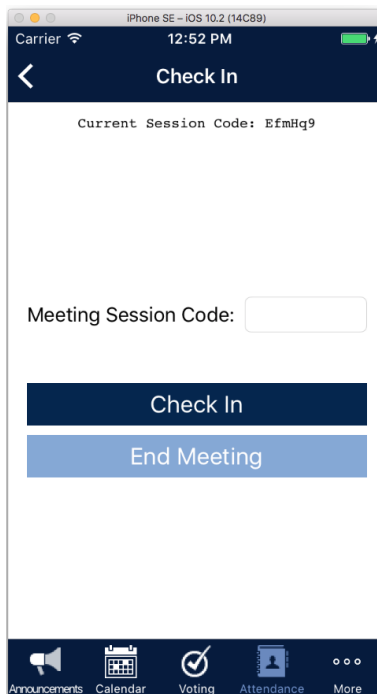 iPhone SE – iOS 10.2 (14C89)
Carrier 12:52 PM
Check In
Current Session Code: EfmHq9
Meeting Session Code:
Check In
End Meeting
Announcements Calendar Voting Attendance More